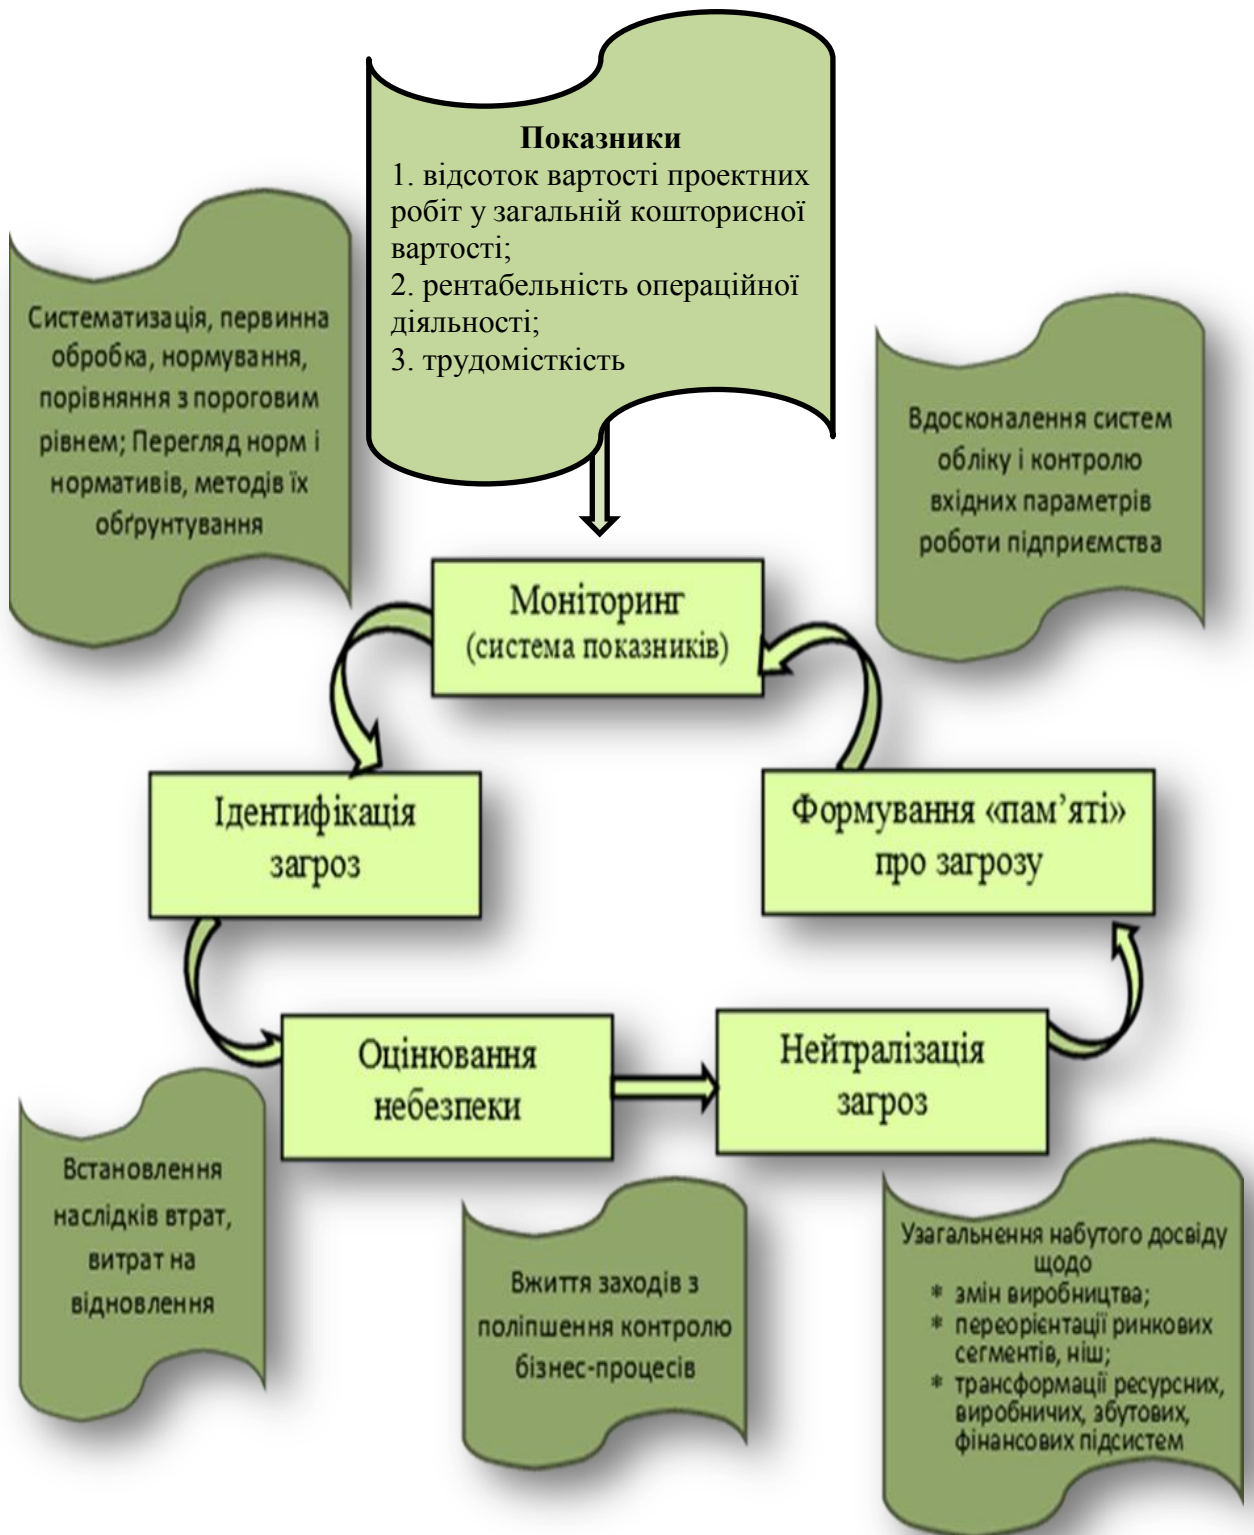 Показники
1. відсоток вартості проектних
робіт у загальній кошторисної
вартості;
2. рентабельність операційної
діяльності;
3. трудомісткість
Систематизація, первинна
обробка, нормування,
порівняння з пороговим
рівнем; Перегляд норм і
нормативів, методів їх
обґрунтування
Вдосконалення систем
обліку і контролю
вхідних параметрів
роботи підприємства
Моніторинг
(система показників)
Ідентифікація
загроз
Формування «пам’яті»
про загрозу
Оцінювання
небезпеки
Нейтралізація
загроз
Встановлення
наслідків втрат,
витрат на
відновлення
Вжиття заходів з
поліпшення контролю
бізнес-процесів
Узагальнення набутого досвіду
щодо
* змін виробництва;
* переорієнтації ринкових
сегментів, ніш;
* трансформації ресурсних,
виробничих, збутових,
фінансових підсистем